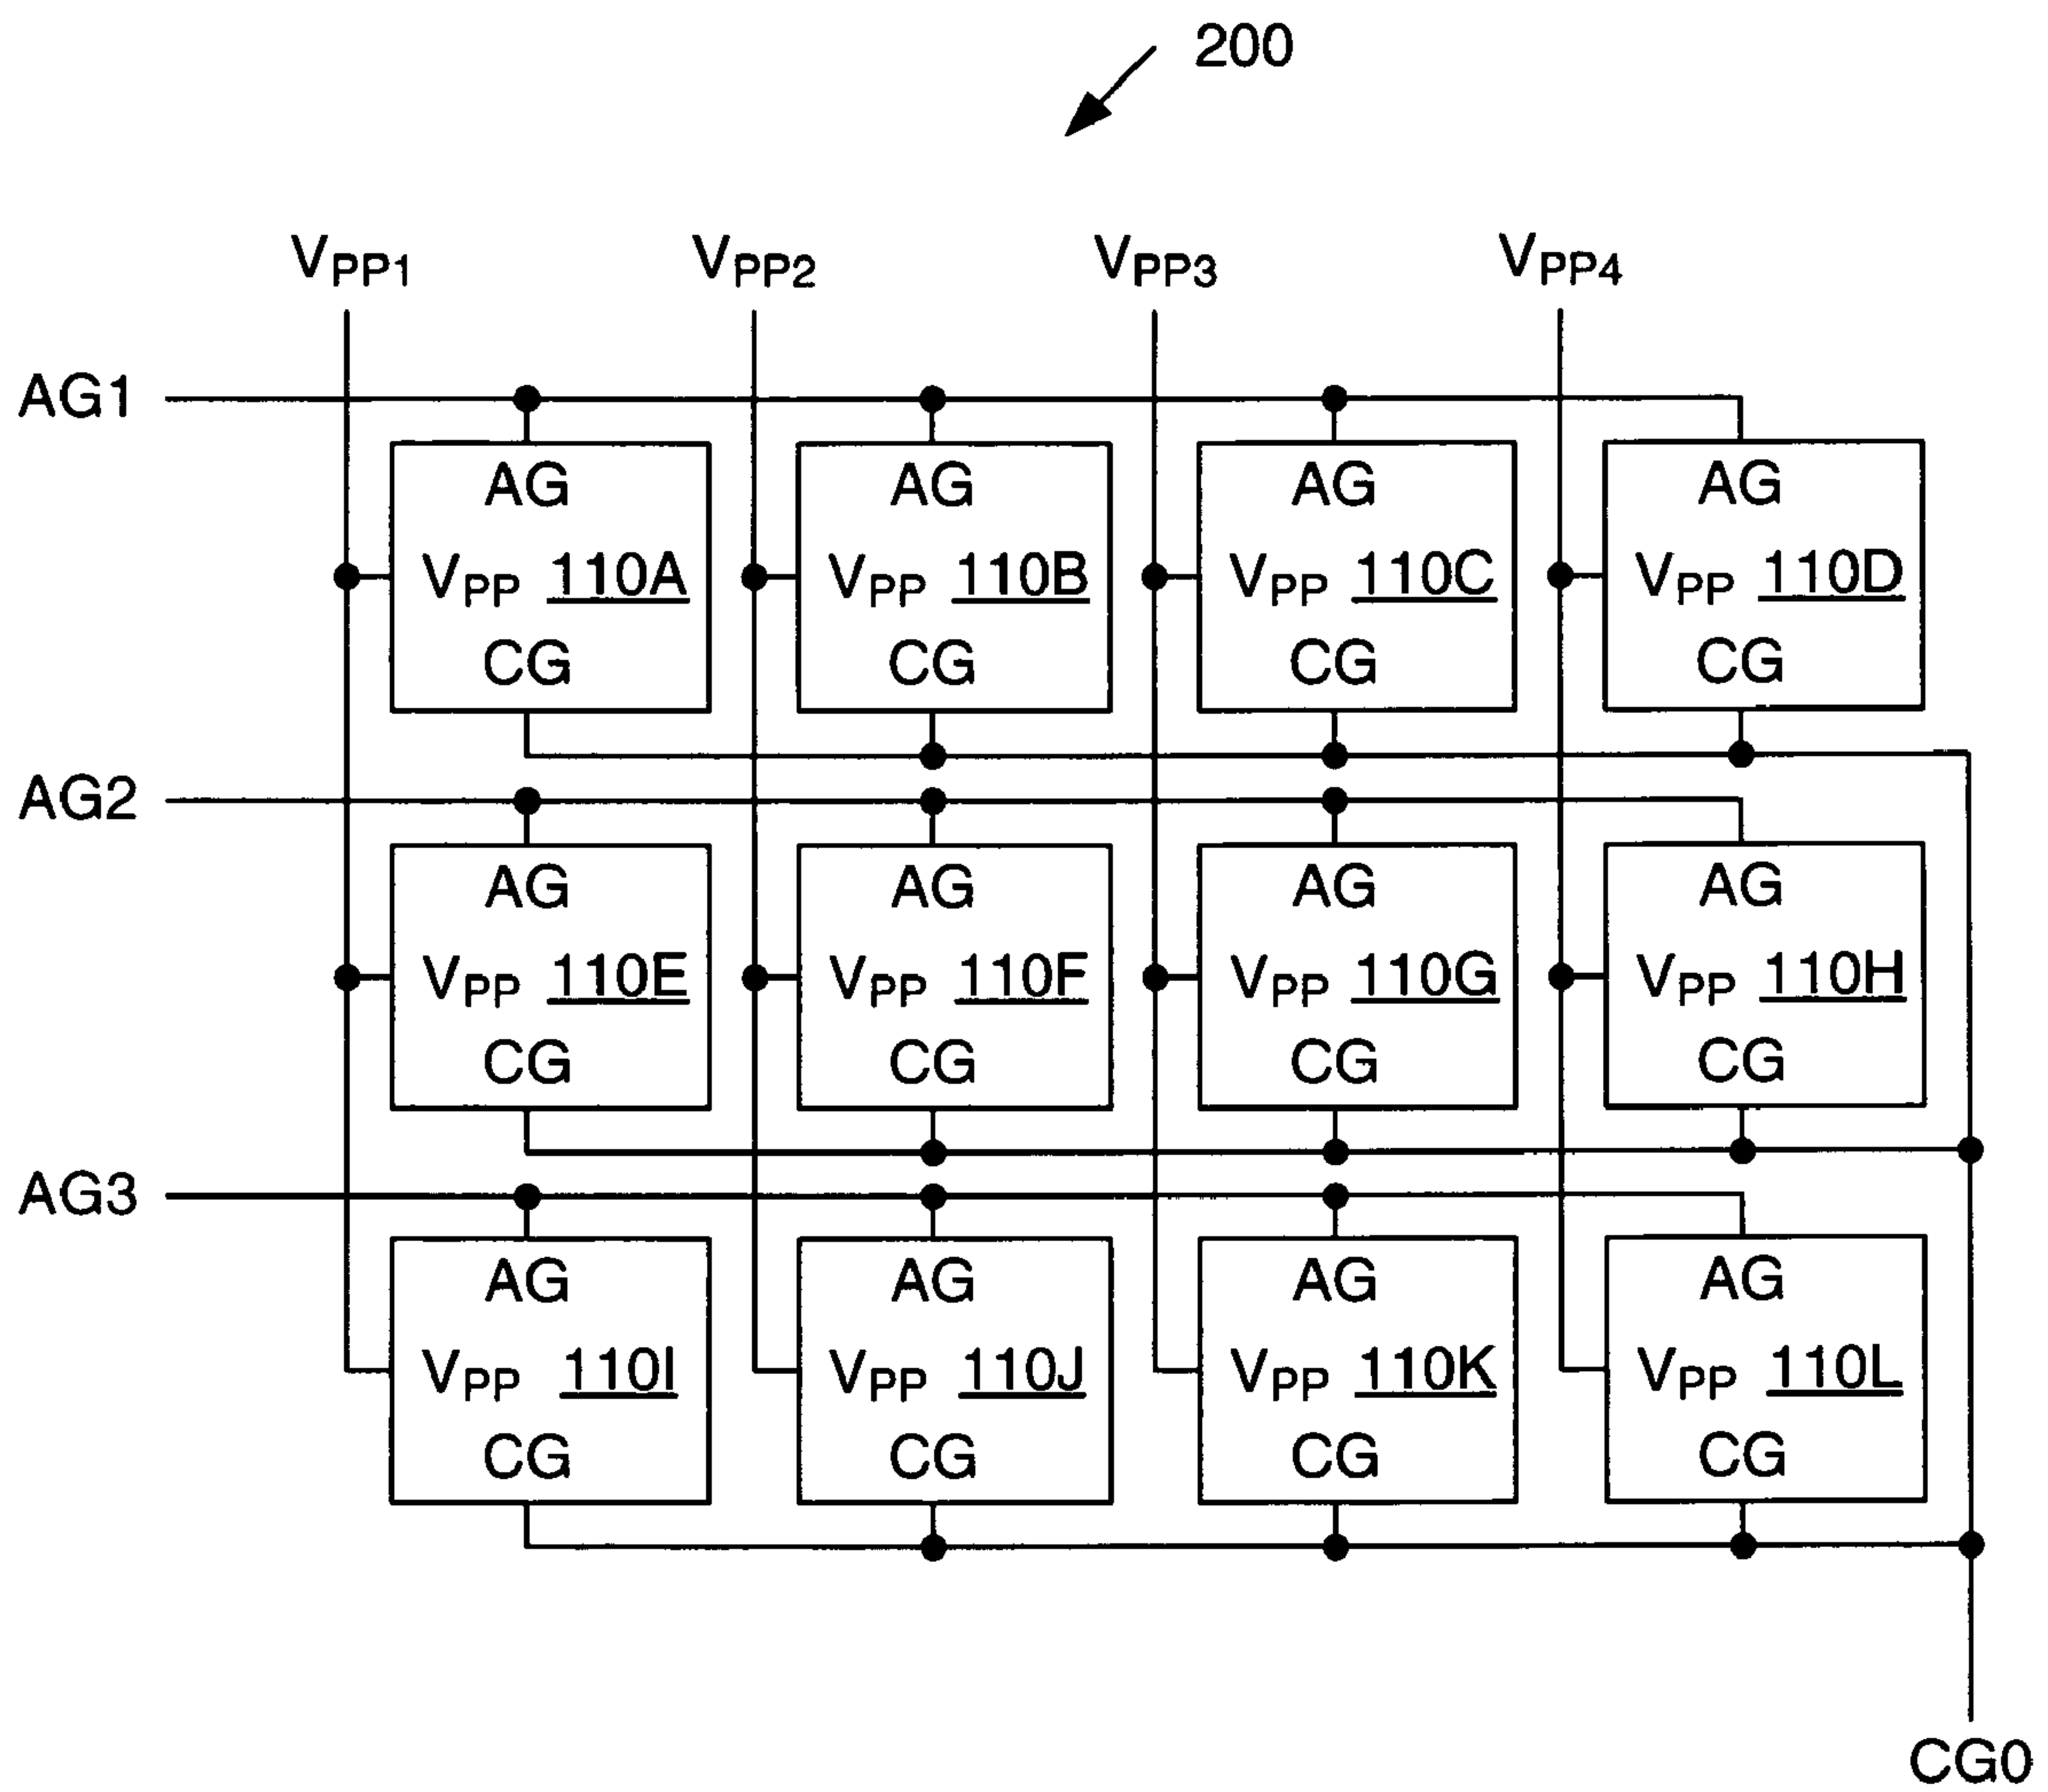 200
VPP1 VPP2 VPP3 VPP4
AG1
AG AG AG AG
VPP 110A VPP 110B VPP 110C VPP 110D
CG CG CG CG
AG2
AG AG AG AG
VPP 110E VPP 110F VPP 110G VPP 110H
CG CG CG CG
AG3
AG AG AG AG
VPP 110I VPP 110J VPP 110K VPP 110L
CG CG CG CG
CG0